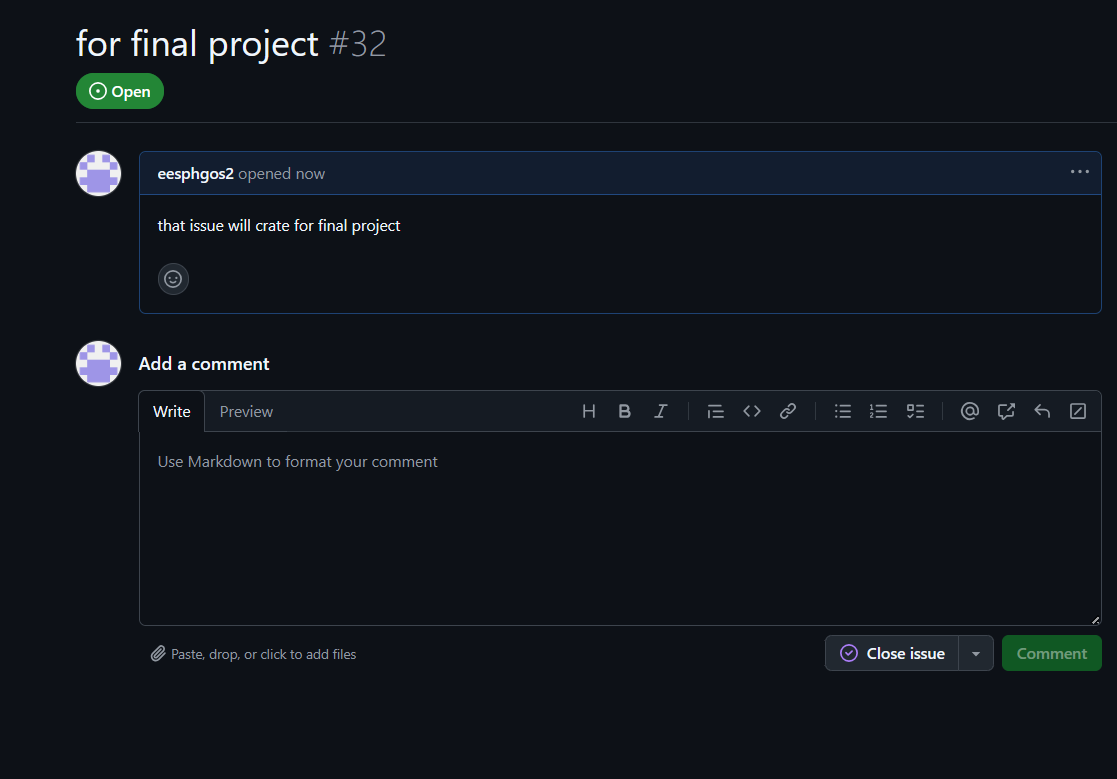 for final project #32
Open
eesphgos2 opened now
that issue will crate for final project
Add a comment
Write Preview
Use Markdown to format your comment
Paste, drop, or click to add files
Close issue Comment